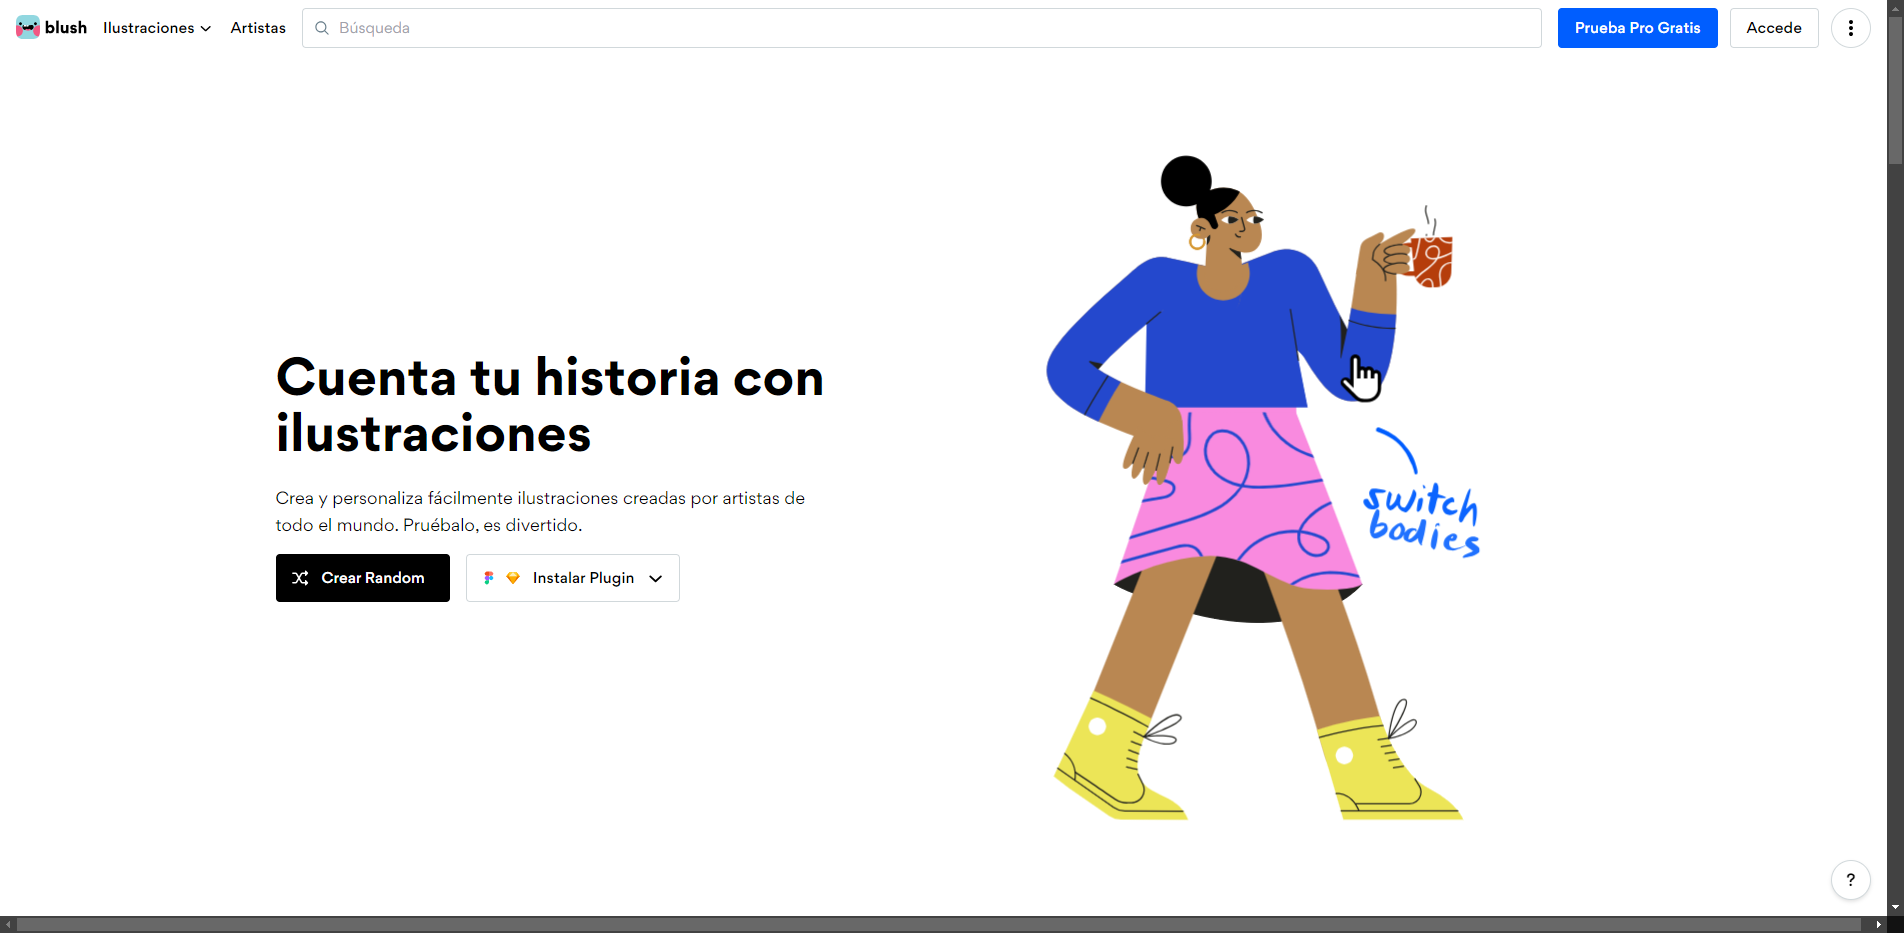 blush
Ilustraciones
Artistas
Búsqueda
Prueba Pro Gratis
Accede
Cuenta tu historia con
ilustraciones
Crea y personaliza fácilmente ilustraciones creadas por artistas de
todo el mundo. Pruébalo, es divertido.
Crear Random
Instalar Plugin
switch
bodies
?